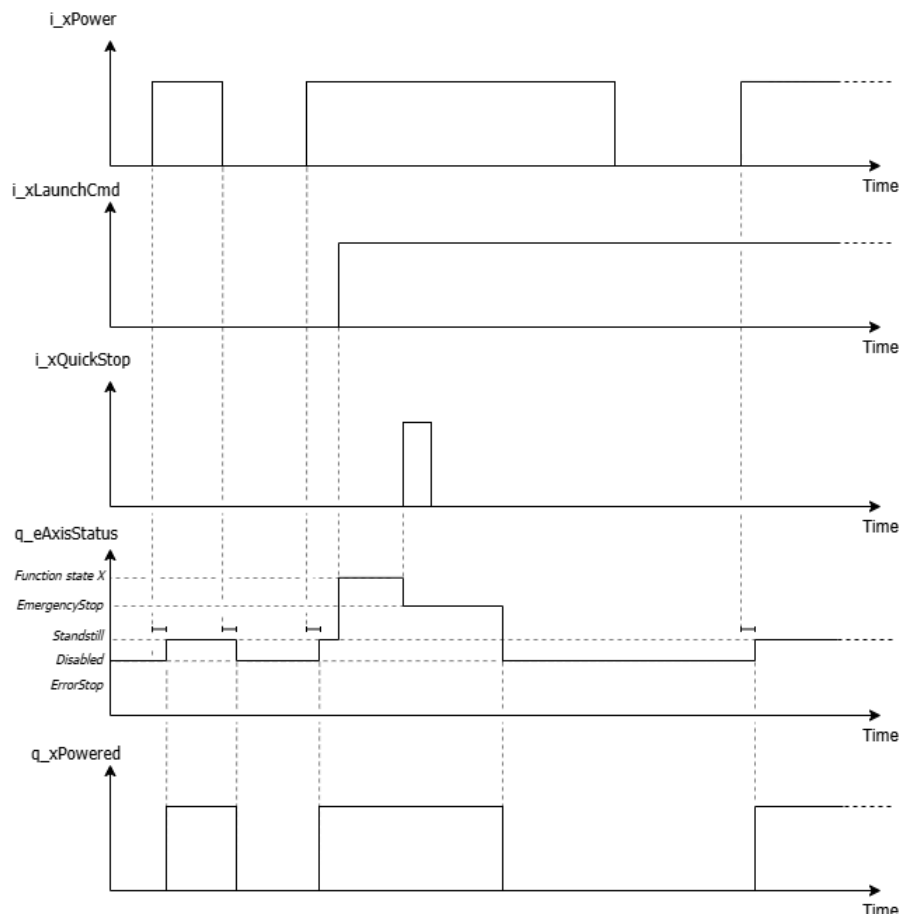 i_xPower
Time
i_xLaunchCmd
Time
i_xQuickStop
Time
q_eAxisStatus
Function state X
EmergencyStop
Standstill
Disabled
ErrorStop
Time
q_xPowered
Time